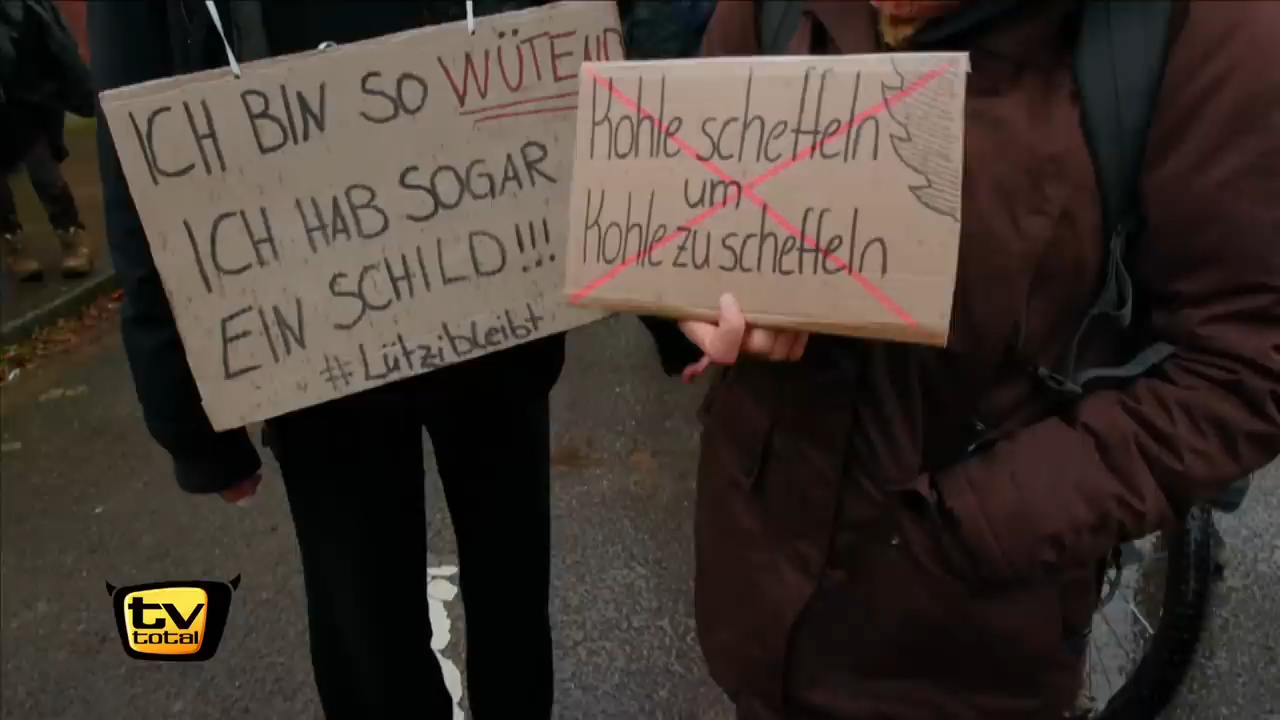 ICH BIN SO WÜTEND
ICH HAB SOGAR
EIN SCHILD!!!
#Lützibleibt
Kohle scheffeln
um
Kohle zu scheffeln
tv
total